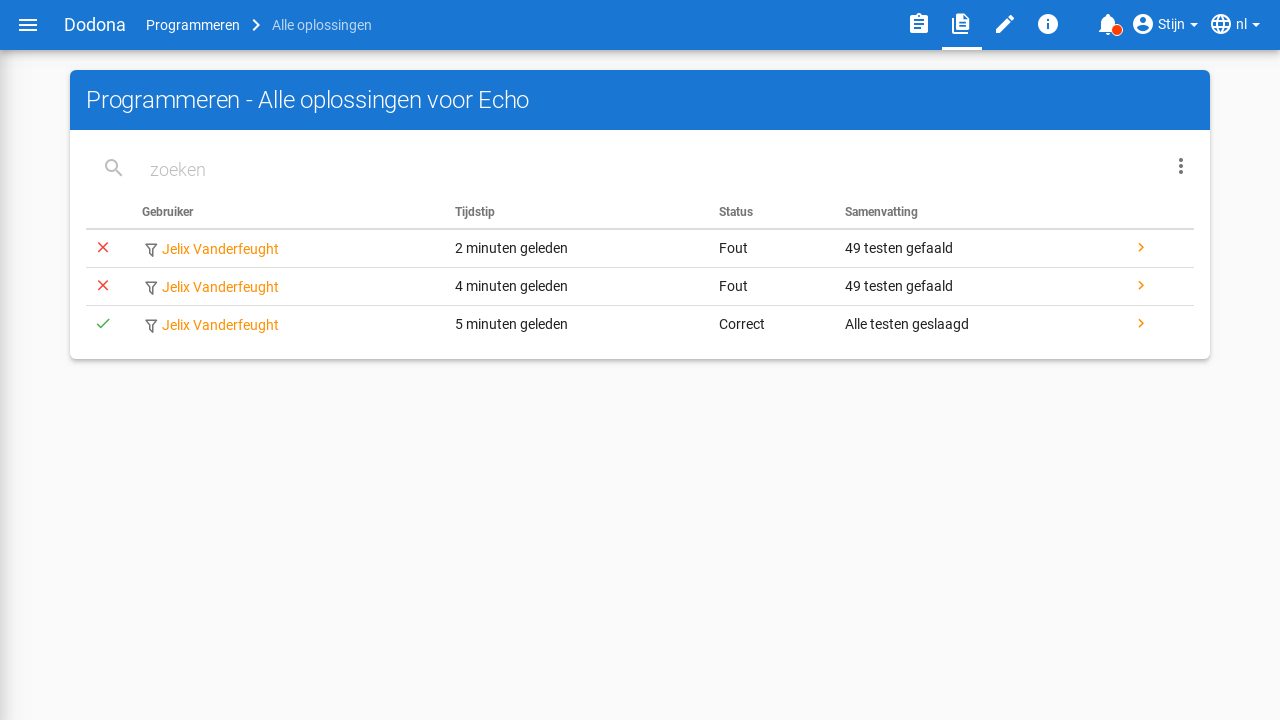 Dodona Programmeren Alle oplossingen Stijn nl
Programmeren - Alle oplossingen voor Echo
zoeken
Gebruiker Tijdstip Status Samenvatting
Jelix Vanderfeught 2 minuten geleden Fout 49 testen gefaald
Jelix Vanderfeught 4 minuten geleden Fout 49 testen gefaald
Jelix Vanderfeught 5 minuten geleden Correct Alle testen geslaagd